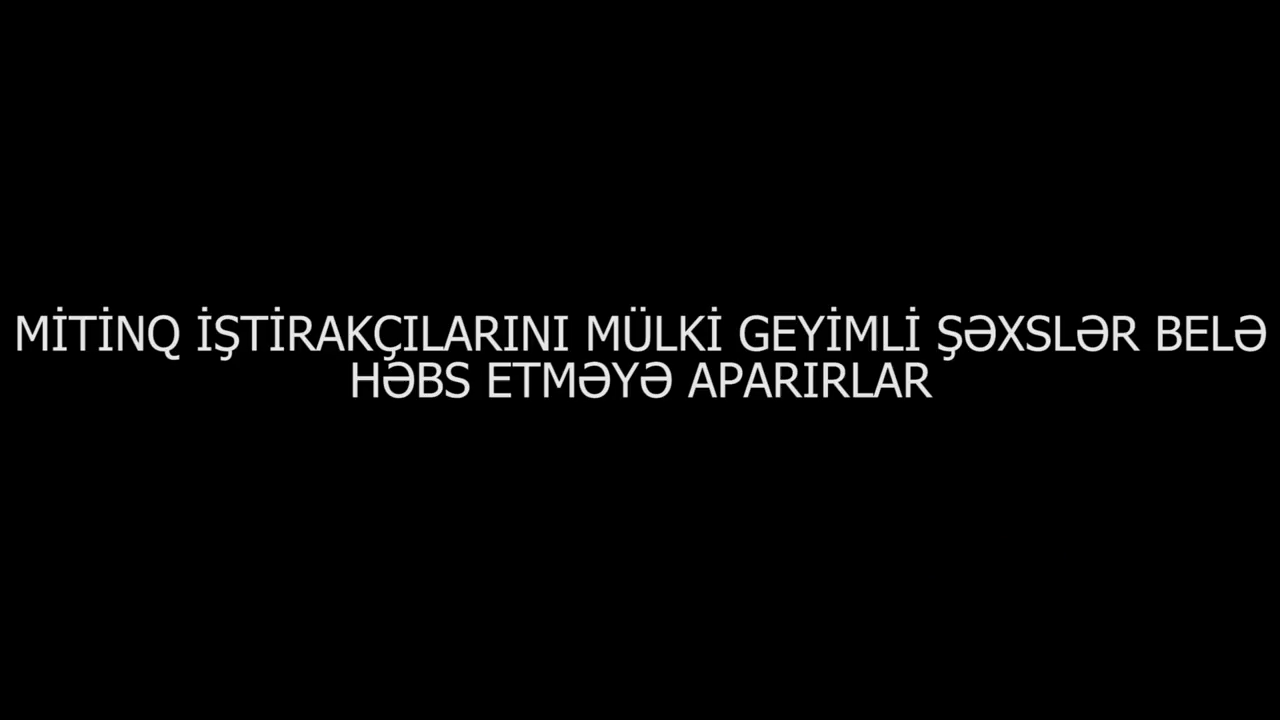 MİTİNQ İŞTİRAKÇILARINI MÜLKİ GEYİMLİ ŞƏXSLƏR BELƏ
HƏBS ETMƏYƏ APARIRLAR